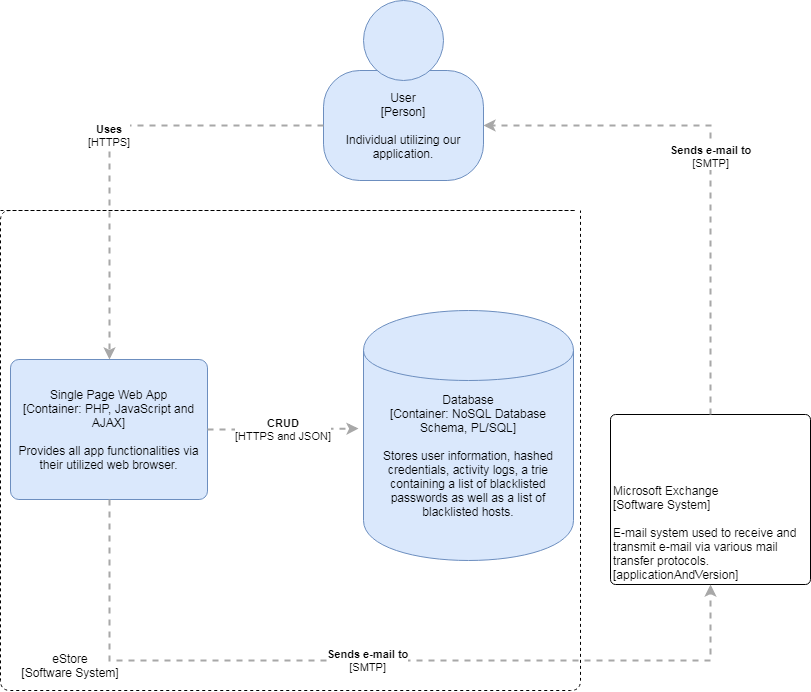 User
[Person]
Individual utilizing our
application.
Uses
[HTTPS]
Sends e-mail to
[SMTP]
Single Page Web App
[Container: PHP, JavaScript and
AJAX]
Provides all app functionalities via
their utilized web browser.
CRUD
[HTTPS and JSON]
Database
[Container: NoSQL Database
Schema, PL/SQL]
Stores user information, hashed
credentials, activity logs, a trie
containing a list of blacklisted
passwords as well as a list of
blacklisted hosts.
Microsoft Exchange
[Software System]
E-mail system used to receive and
transmit e-mail via various mail
transfer protocols.
[applicationAndVersion]
eStore
[Software System]
Sends e-mail to
[SMTP]